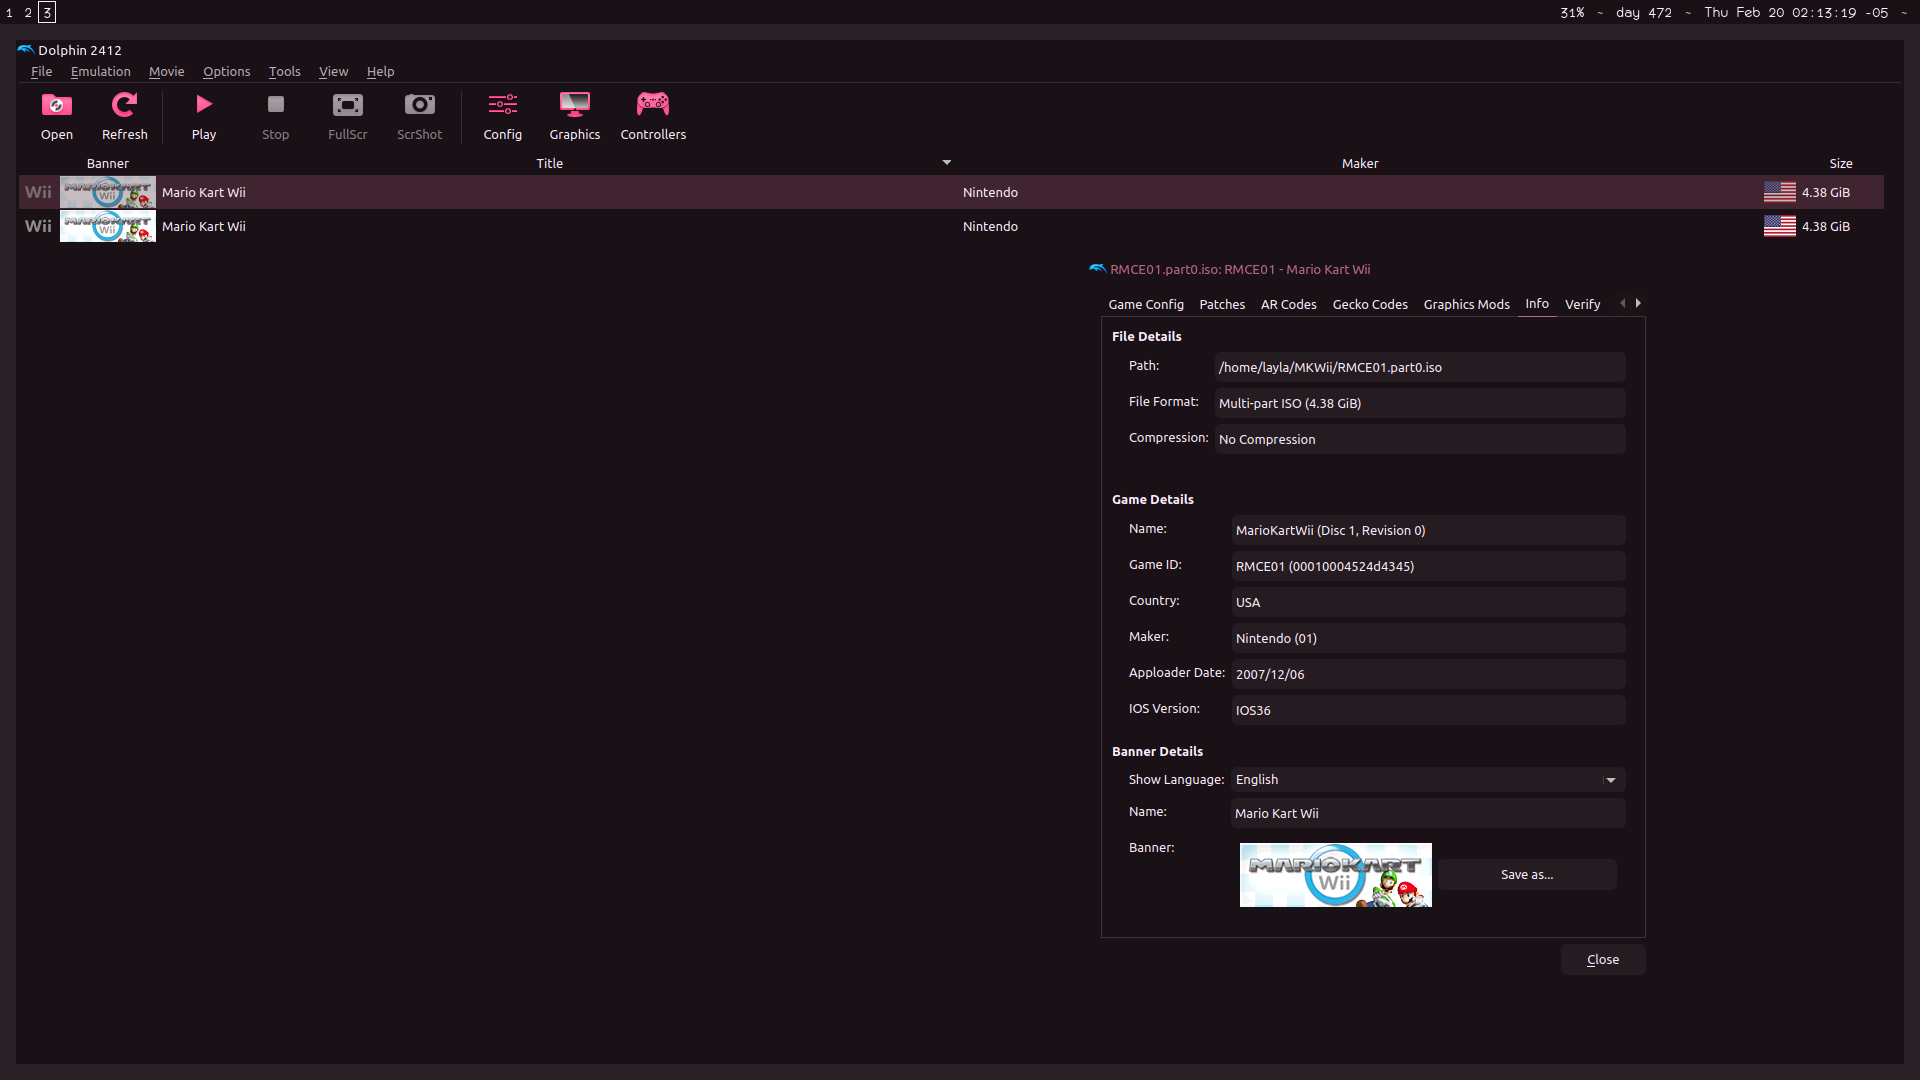 1 2 3 31% ~ day 472 ~ Thu Feb 20 02:13:19 -05 ~
Dolphin 2412
File Emulation Movie Options Tools View Help
Open Refresh Play Stop FullScr ScrShot Config Graphics Controllers
Banner Title Maker Size
Wii MARIOKART Wii Mario Kart Wii Nintendo 4.38 GiB
Wii MARIOKART Wii Mario Kart Wii Nintendo 4.38 GiB
RMCE01.part0.iso: RMCE01 - Mario Kart Wii
Game Config Patches AR Codes Gecko Codes Graphics Mods Info Verify
File Details
Path: /home/layla/MKWii/RMCE01.part0.iso
File Format: Multi-part ISO (4.38 GiB)
Compression: No Compression
Game Details
Name: MarioKartWii (Disc 1, Revision 0)
Game ID: RMCE01 (00010004524d4345)
Country: USA
Maker: Nintendo (01)
Apploader Date: 2007/12/06
IOS Version: IOS36
Banner Details
Show Language: English
Name: Mario Kart Wii
Banner: MARIOKART Wii Save as...
Close